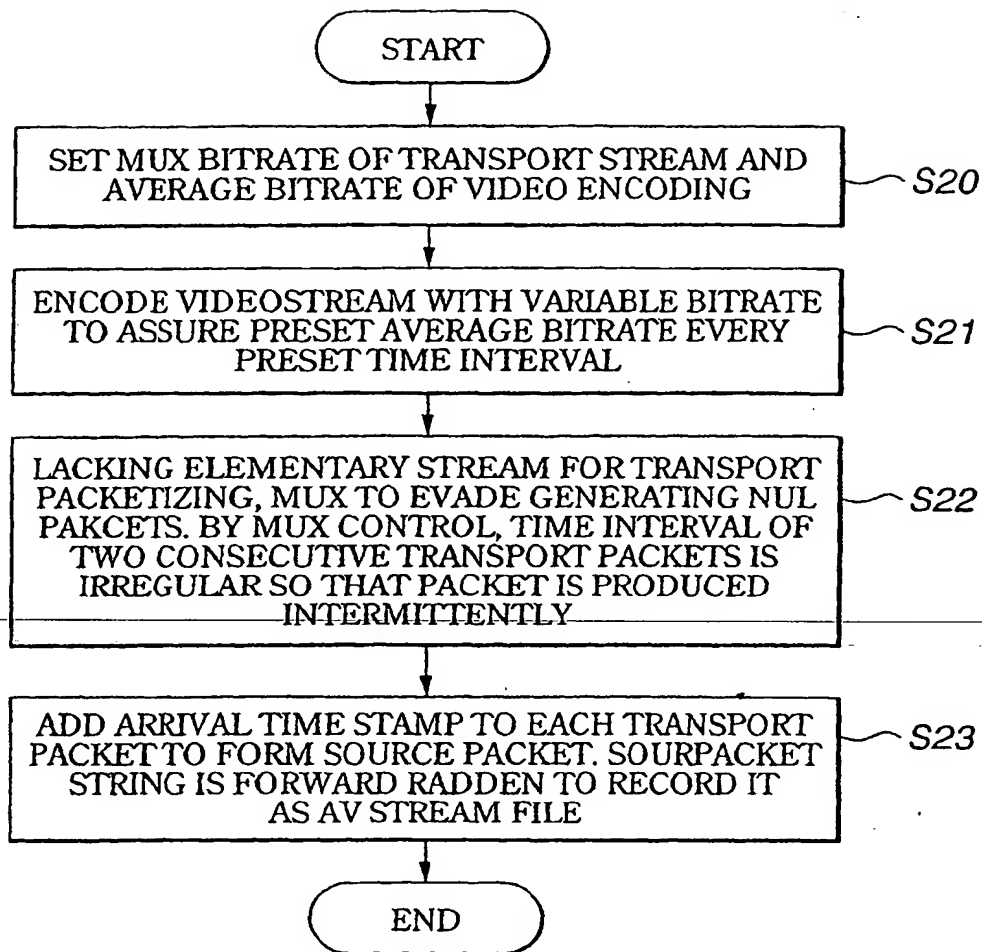 START
SET MUX BITRATE OF TRANSPORT STREAM AND
AVERAGE BITRATE OF VIDEO ENCODING
S20
ENCODE VIDEOSTREAM WITH VARIABLE BITRATE
TO ASSURE PRESET AVERAGE BITRATE EVERY
PRESET TIME INTERVAL
S21
LACKING ELEMENTARY STREAM FOR TRANSPORT
PACKETIZING, MUX TO EVADE GENERATING NUL
PAKCETS. BY MUX CONTROL, TIME INTERVAL OF
TWO CONSECUTIVE TRANSPORT PACKETS IS
IRREGULAR SO THAT PACKET IS PRODUCED
INTERMITTENTLY
S22
ADD ARRIVAL TIME STAMP TO EACH TRANSPORT
PACKET TO FORM SOURCE PACKET. SOURPACKET
STRING IS FORWARD RADDEN TO RECORD IT
AS AV STREAM FILE
S23
END